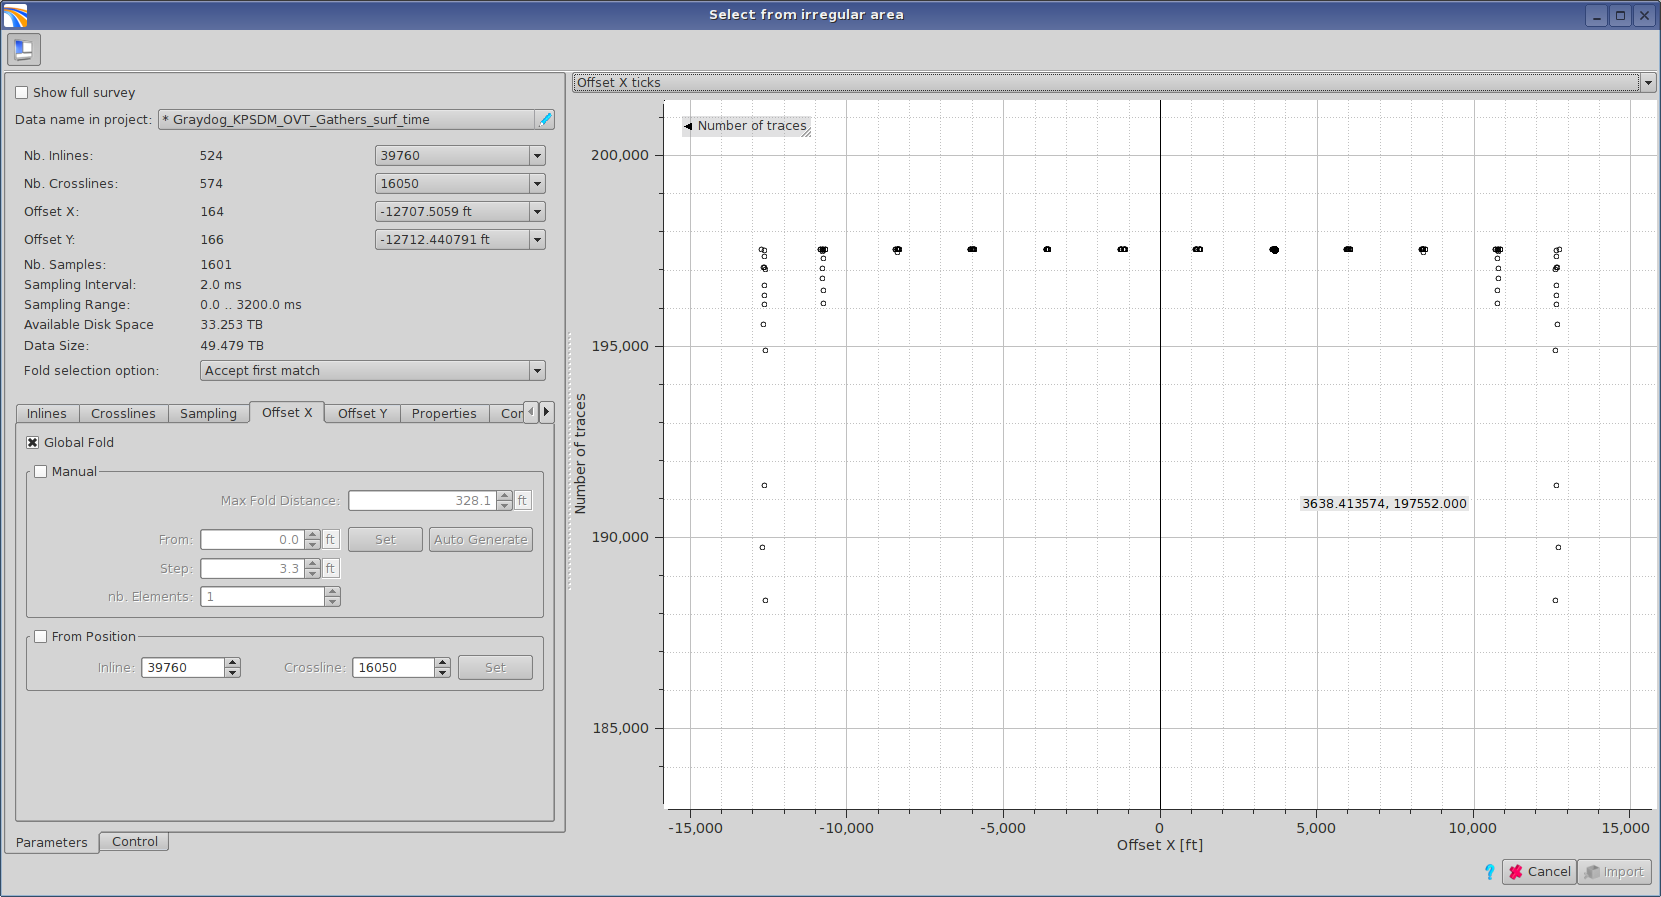 Select from irregular area
Show full survey
Data name in project: * Graydog_KPSDM_OVT_Gathers_surf_time
Nb. Inlines: 524 39760
Nb. Crosslines: 574 16050
Offset X: 164 -12707.5059 ft
Offset Y: 166 -12712.440791 ft
Nb. Samples: 1601
Sampling Interval: 2.0 ms
Sampling Range: 0.0 .. 3200.0 ms
Available Disk Space 33.253 TB
Data Size: 49.479 TB
Fold selection option: Accept first match
Inlines Crosslines Sampling Offset X Offset Y Properties Cor
Global Fold
Manual
Max Fold Distance: 328.1 ft
From: 0.0 ft Set Auto Generate
Step: 3.3 ft
nb. Elements: 1
From Position
Inline: 39760 Crossline: 16050 Set
Parameters Control
Offset X ticks
Number of traces
200,000
195,000
190,000
185,000
Number of traces
3638.413574, 197552.000
-15,000 -10,000 -5,000 0 5,000 10,000 15,000
Offset X [ft]
? Cancel Import